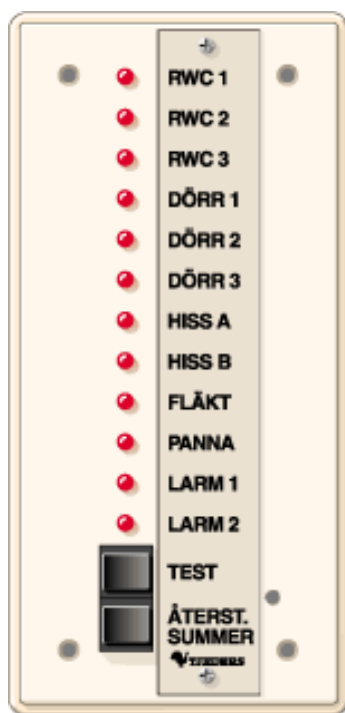 RWC 1
RWC 2
RWC 3
DÖRR 1
DÖRR 2
DÖRR 3
HISS A
HISS B
FLÄKT
PANNA
LARM 1
LARM 2
TEST
ÅTERST.
SUMMER